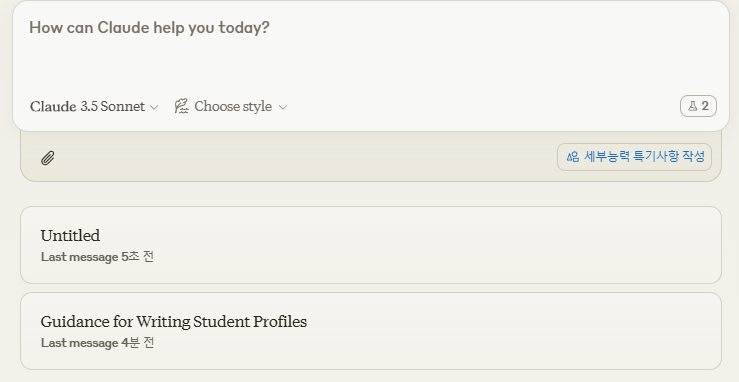 How can Claude help you today?
Claude 3.5 Sonnet Choose style 2
세부능력 특기사항 작성
Untitled
Last message 5초 전
Guidance for Writing Student Profiles
Last message 4분 전